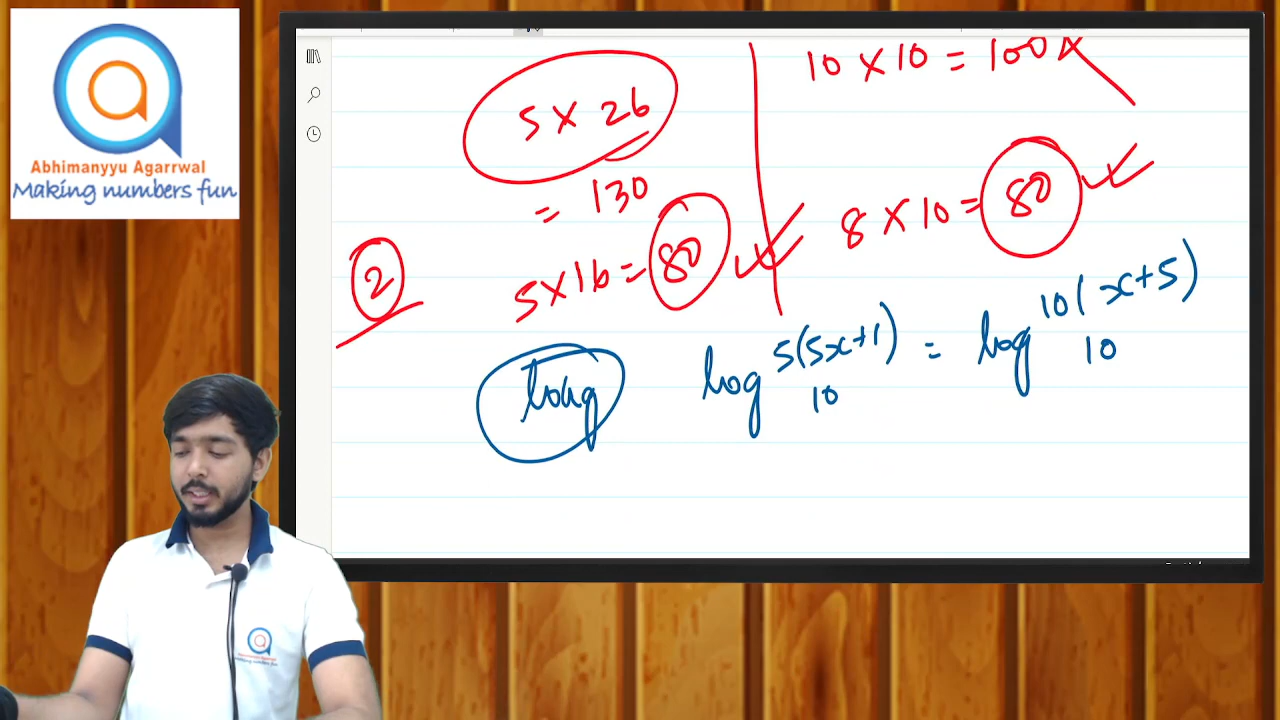 Abhimanyyu Agarrwal
Making numbers fun
5 × 26
= 130
5×16 = 80
2
10 × 10 = 100
8 × 10 = 80
log 5(5x+1) 10 = log 10(x+5) 10